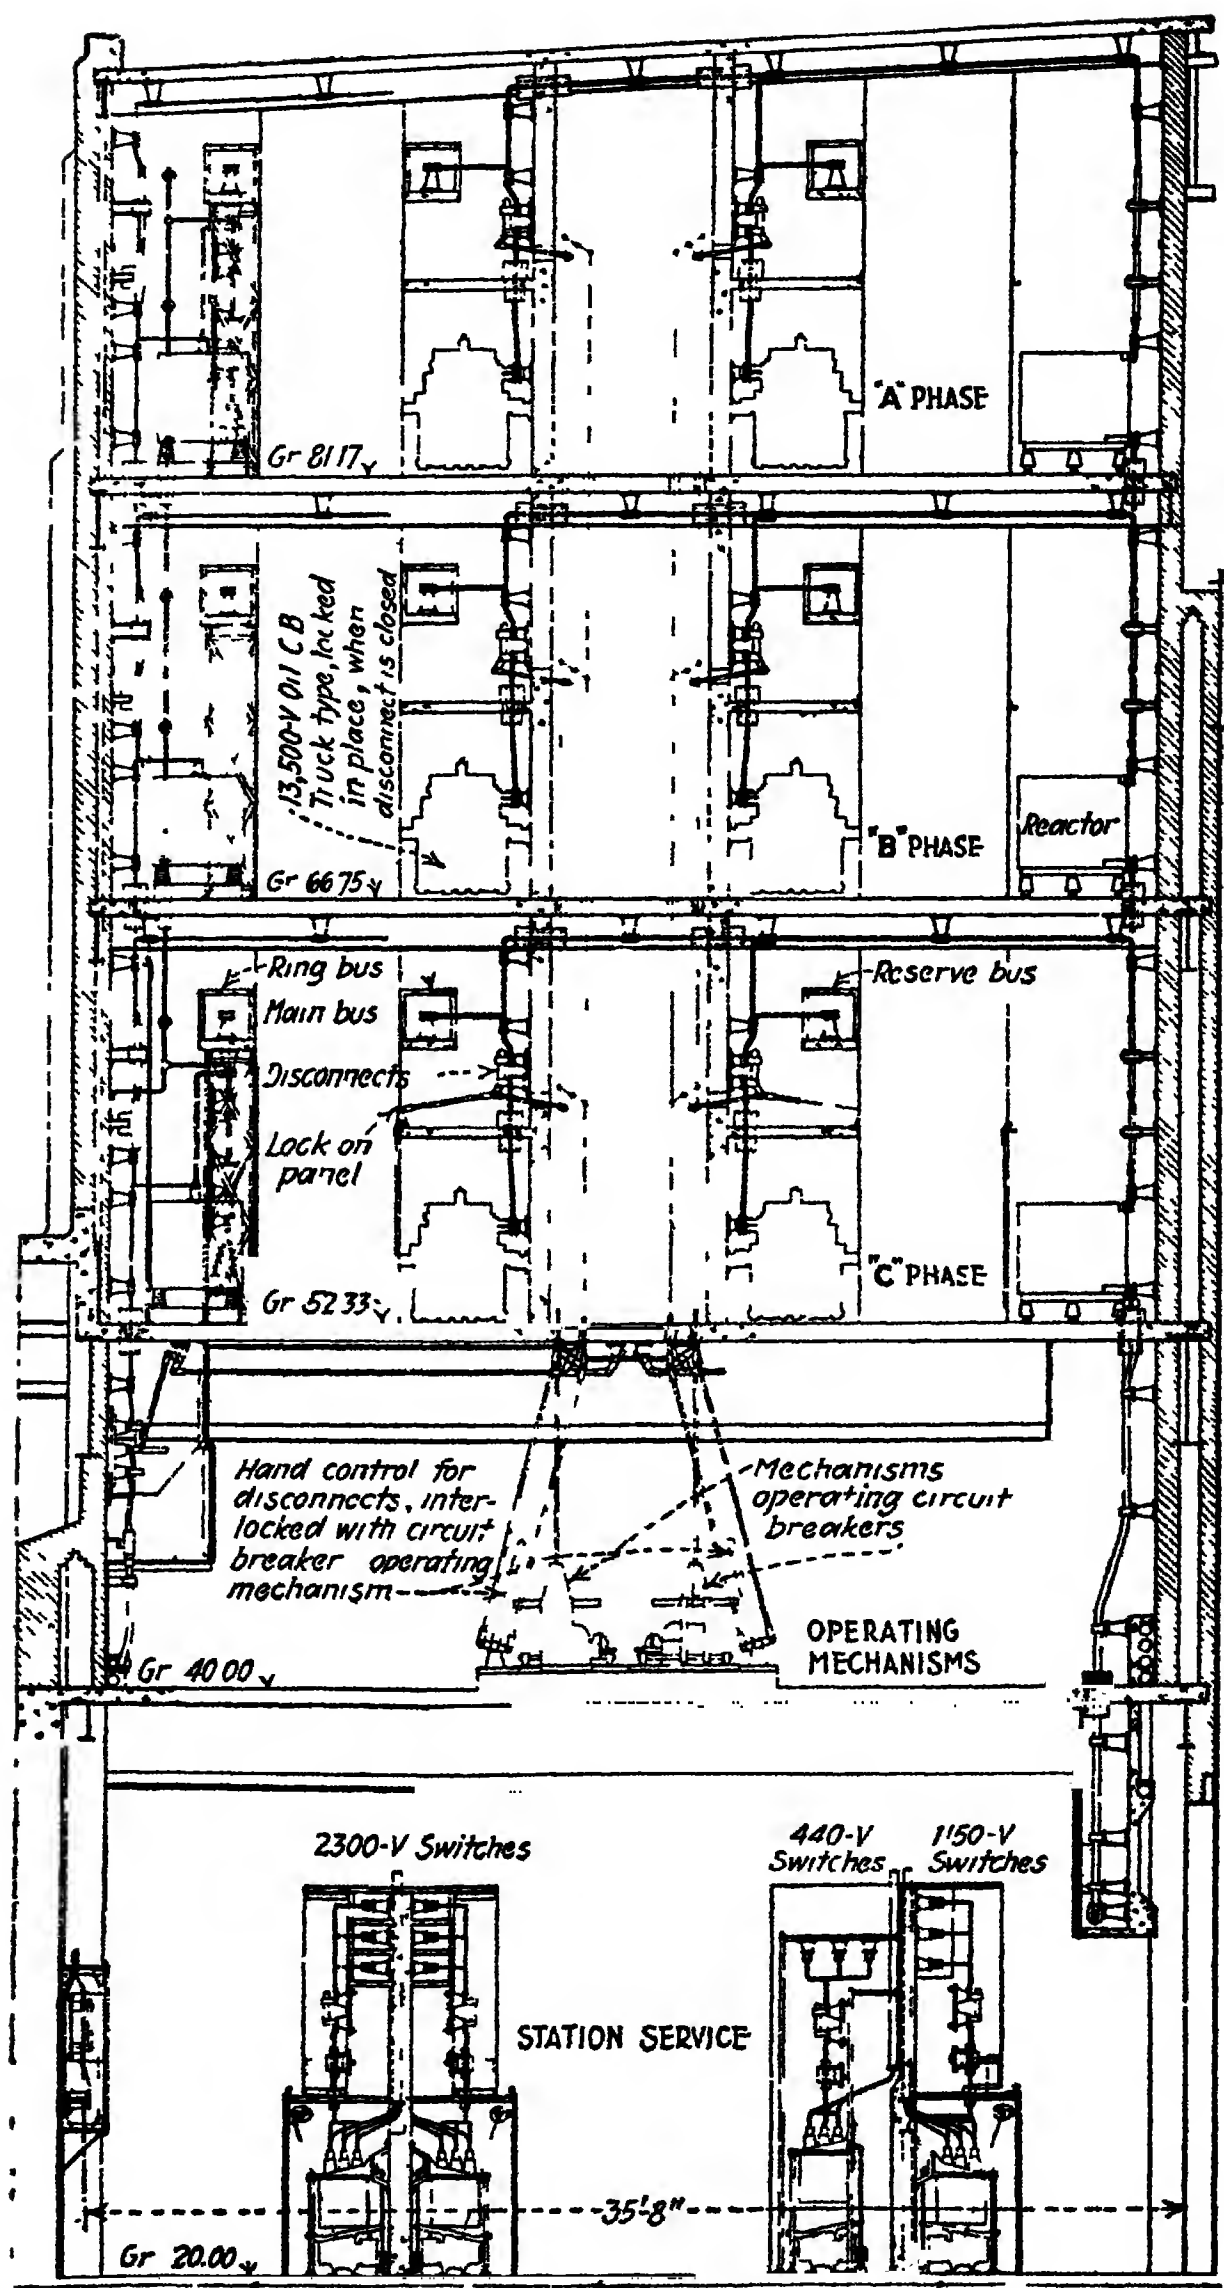 "A" PHASE
Gr 81 17
13,500-V Oil C B
Truck type, locked
in place, when
disconnect is closed
Reactor
"B" PHASE
Gr 66 75
Ring bus
Reserve bus
Main bus
Disconnects
Lock on
panel
"C" PHASE
Gr 52 33
Hand control for
disconnects, inter-
locked with circuit
breaker operating
mechanism
Mechanisms
operating circuit
breakers
OPERATING
MECHANISMS
Gr 40 00
2300-V Switches
440-V
Switches
1150-V
Switches
STATION SERVICE
35'-8"
Gr 20.00